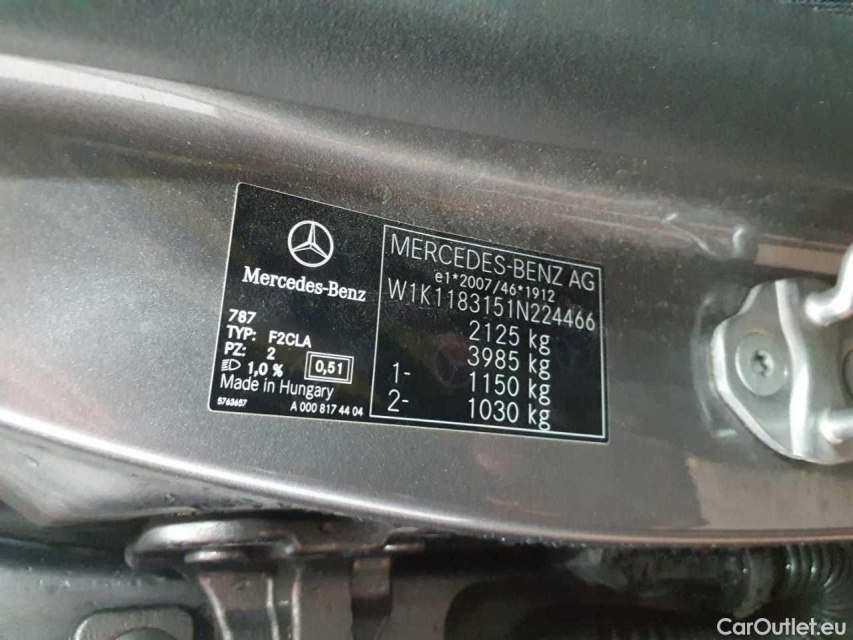 Mercedes-Benz
787
TYP: F2CLA
PZ: 2
1,0 %
0,51
Made in Hungary
5763657
A 000 817 44 04
MERCEDES-BENZ AG
e1*2007/46*1912
W1K1183151N224466
2125 kg
3985 kg
1- 1150 kg
2- 1030 kg
CarOutlet.eu